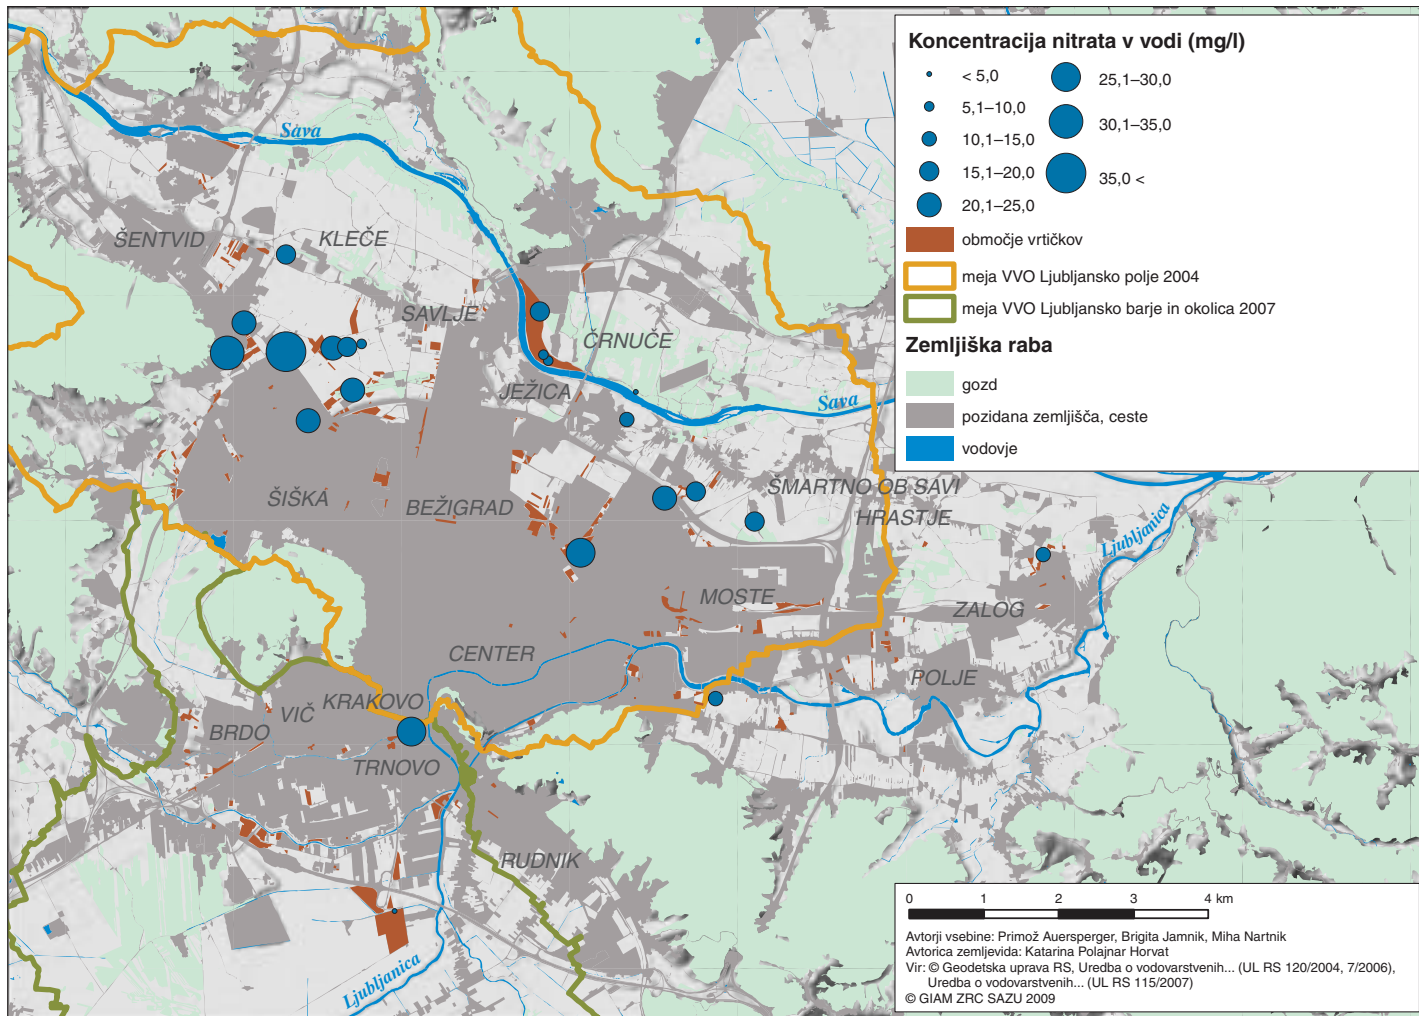 Koncentracija nitrata v vodi (mg/l)
< 5,0
5,1–10,0
10,1–15,0
15,1–20,0
20,1–25,0
25,1–30,0
30,1–35,0
35,0 <
območje vrtičkov
meja VVO Ljubljansko polje 2004
meja VVO Ljubljansko barje in okolica 2007
Zemljiška raba
gozd
pozidana zemljišča, ceste
vodovje
Sava
ŠENTVID
KLEČE
SAVLJE
ČRNUČE
JEŽICA
Sava
ŠIŠKA
BEŽIGRAD
ŠMARTNO OB SAVI
HRASTJE
Ljubljanica
MOSTE
ZALOG
CENTER
POLJE
KRAKOVO
VIČ
BRDO
TRNOVO
RUDNIK
Ljubljanica
0 1 2 3 4 km
Avtorji vsebine: Primož Auersperger, Brigita Jamnik, Miha Nartnik
Avtorica zemljevida: Katarina Polajnar Horvat
Vir: © Geodetska uprava RS, Uredba o vodovarstvenih... (UL RS 120/2004, 7/2006),
Uredba o vodovarstvenih... (UL RS 115/2007)
© GIAM ZRC SAZU 2009